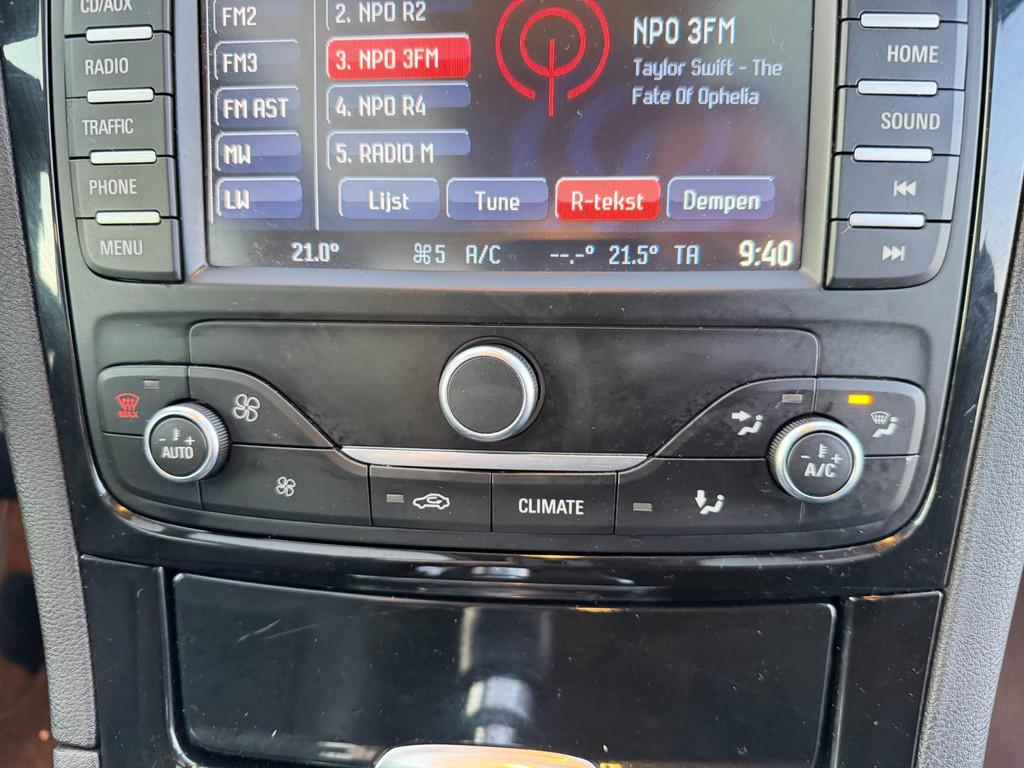 CD/AUX
RADIO
TRAFFIC
PHONE
MENU
FM2
FM3
FM AST
MW
LW
2. NPO R2
3. NPO 3FM
4. NPO R4
5. RADIO M
NPO 3FM
Taylor Swift - The
Fate Of Ophelia
Lijst
Tune
R-tekst
Dempen
21.0°
5
A/C
--.-°
21.5°
TA
9:40
HOME
SOUND
MAX
- +
AUTO
CLIMATE
- +
A/C